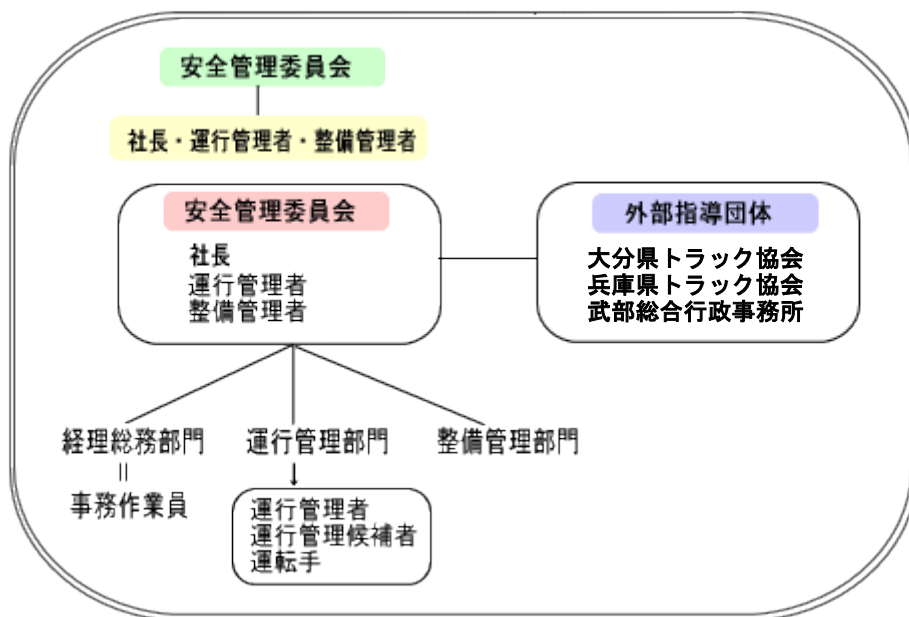 安全管理委員会
社長・運行管理者・整備管理者
安全管理委員会
社長
運行管理者
整備管理者
外部指導団体
大分県トラック協会
兵庫県トラック協会
武部総合行政事務所
経理総務部門
=
事務作業員
運行管理部門
運行管理者
運行管理候補者
運転手
整備管理部門